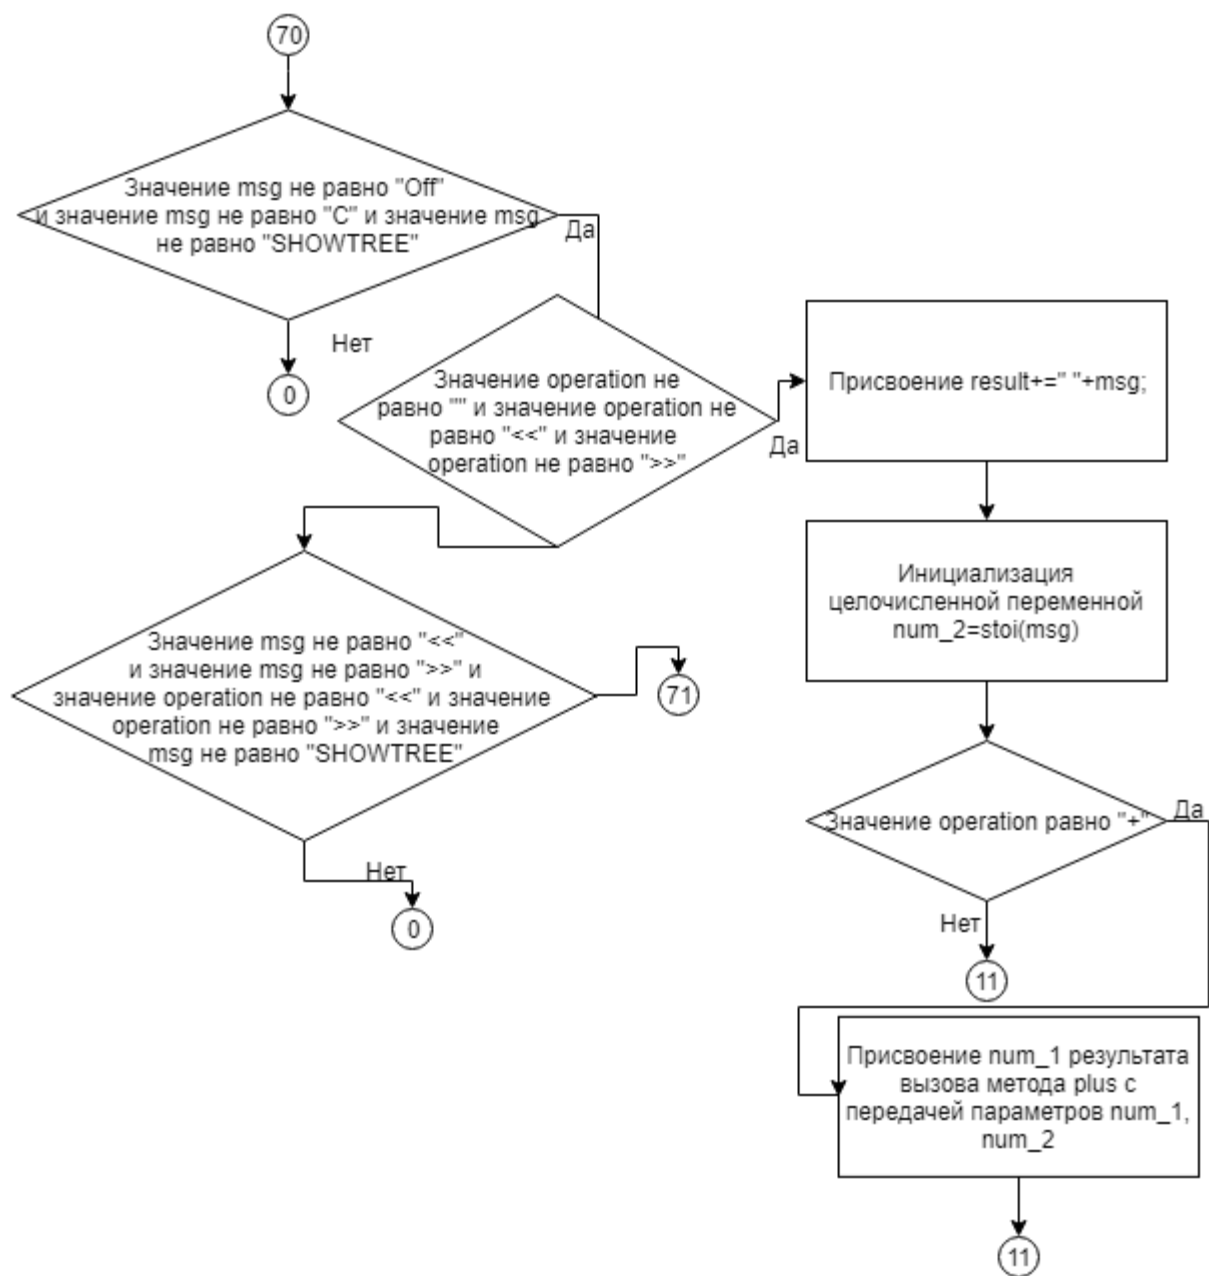 70
Значение msg не равно "Off"
и значение msg не равно "C" и значение msg
не равно "SHOWTREE"
Да
Нет
0
Значение operation не
равно "" и значение operation не
равно "<<" и значение
operation не равно ">>"
Да
Присвоение result+=" "+msg;
Инициализация
целочисленной переменной
num_2=stoi(msg)
Значение msg не равно "<<"
и значение msg не равно ">>" и
значение operation не равно "<<" и значение
operation не равно ">>" и значение
msg не равно "SHOWTREE"
71
Нет
0
Значение operation равно "+"
Да
Нет
11
Присвоение num_1 результата
вызова метода plus с
передачей параметров num_1,
num_2
11